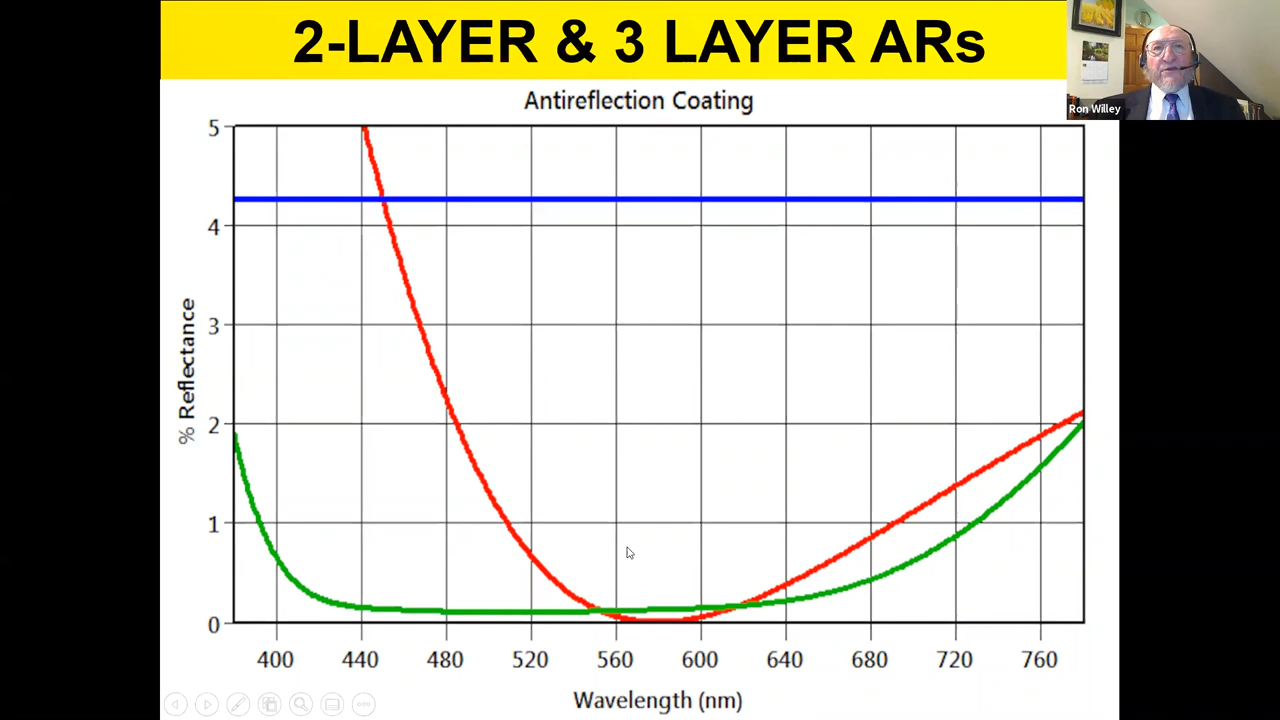 2-LAYER & 3 LAYER ARs
Ron Willey
Antireflection Coating
5
4
3
2
1
0
% Reflectance
400 440 480 520 560 600 640 680 720 760
Wavelength (nm)